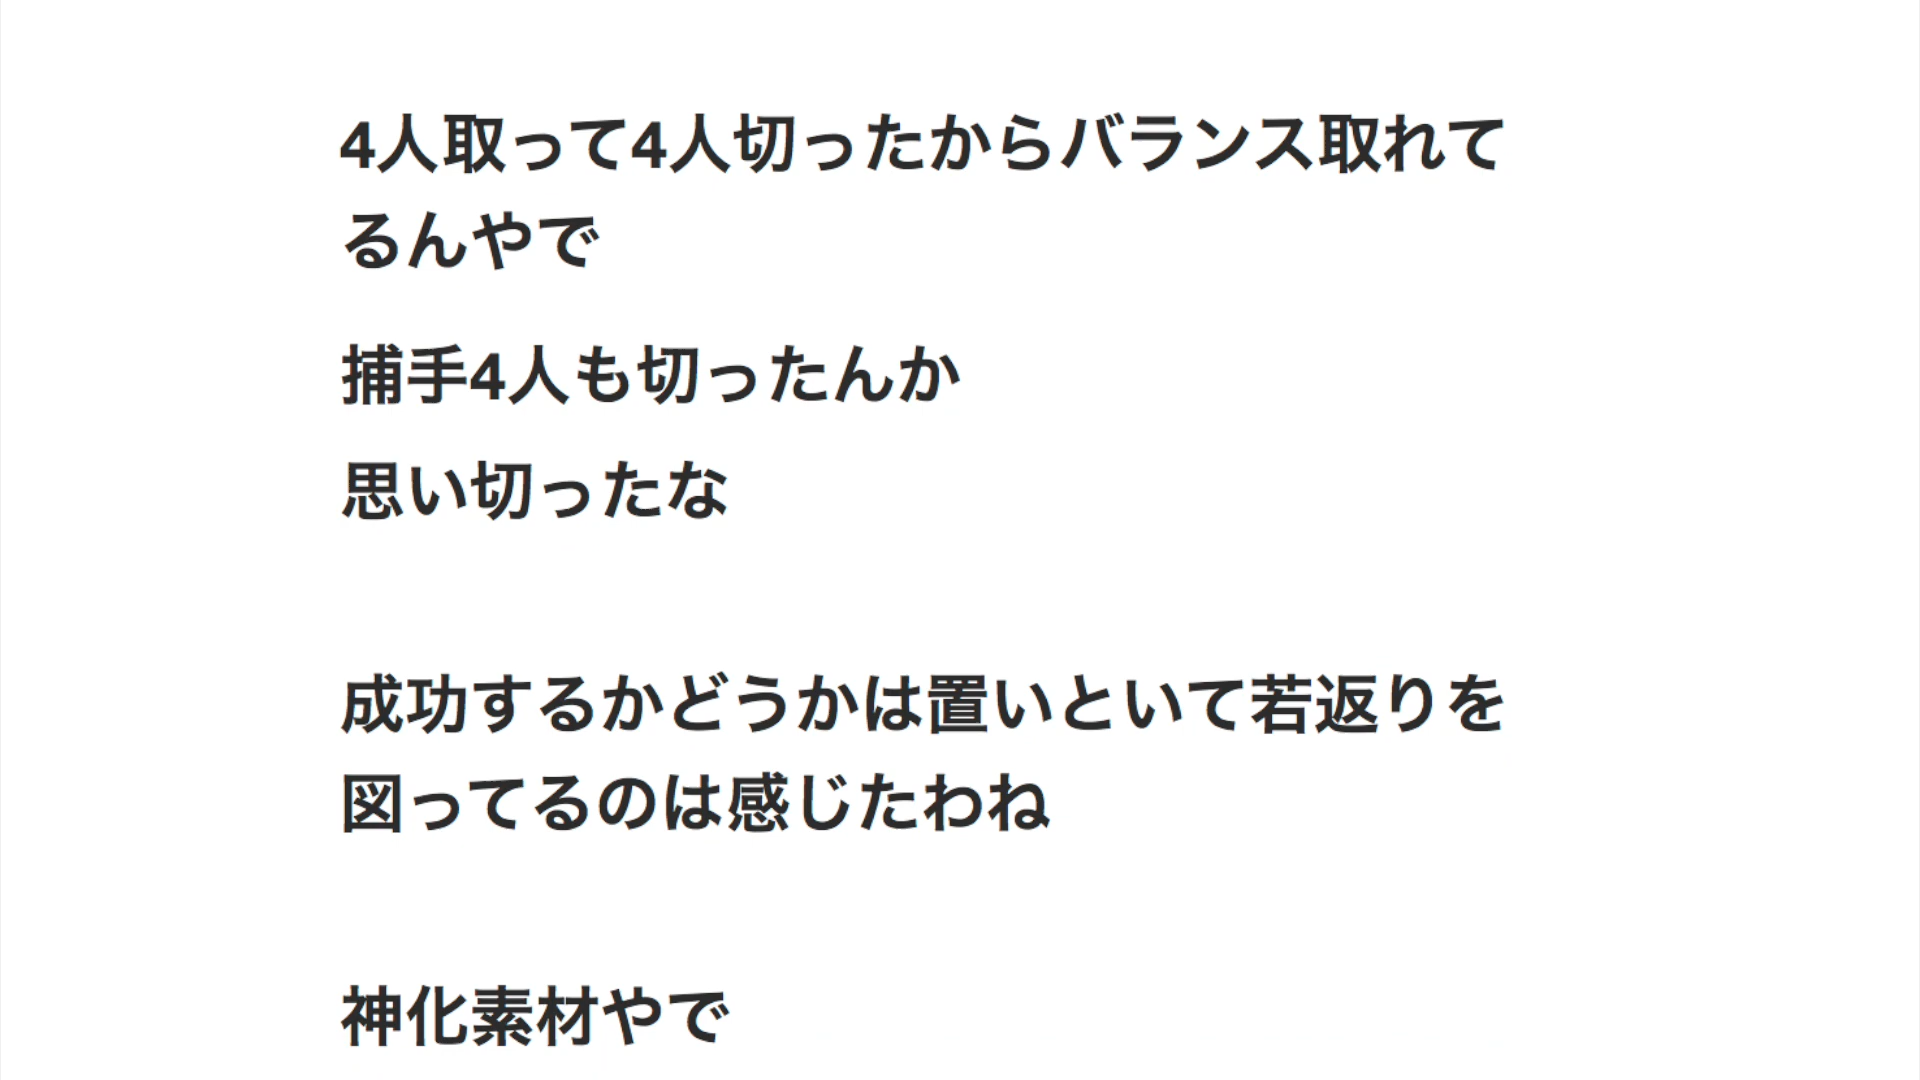 4人取って4人切ったからバランス取れて
るんやで
捕手4人も切ったんか
思い切ったな
成功するかどうかは置いといて若返りを
図ってるのは感じたわね
神化素材やで